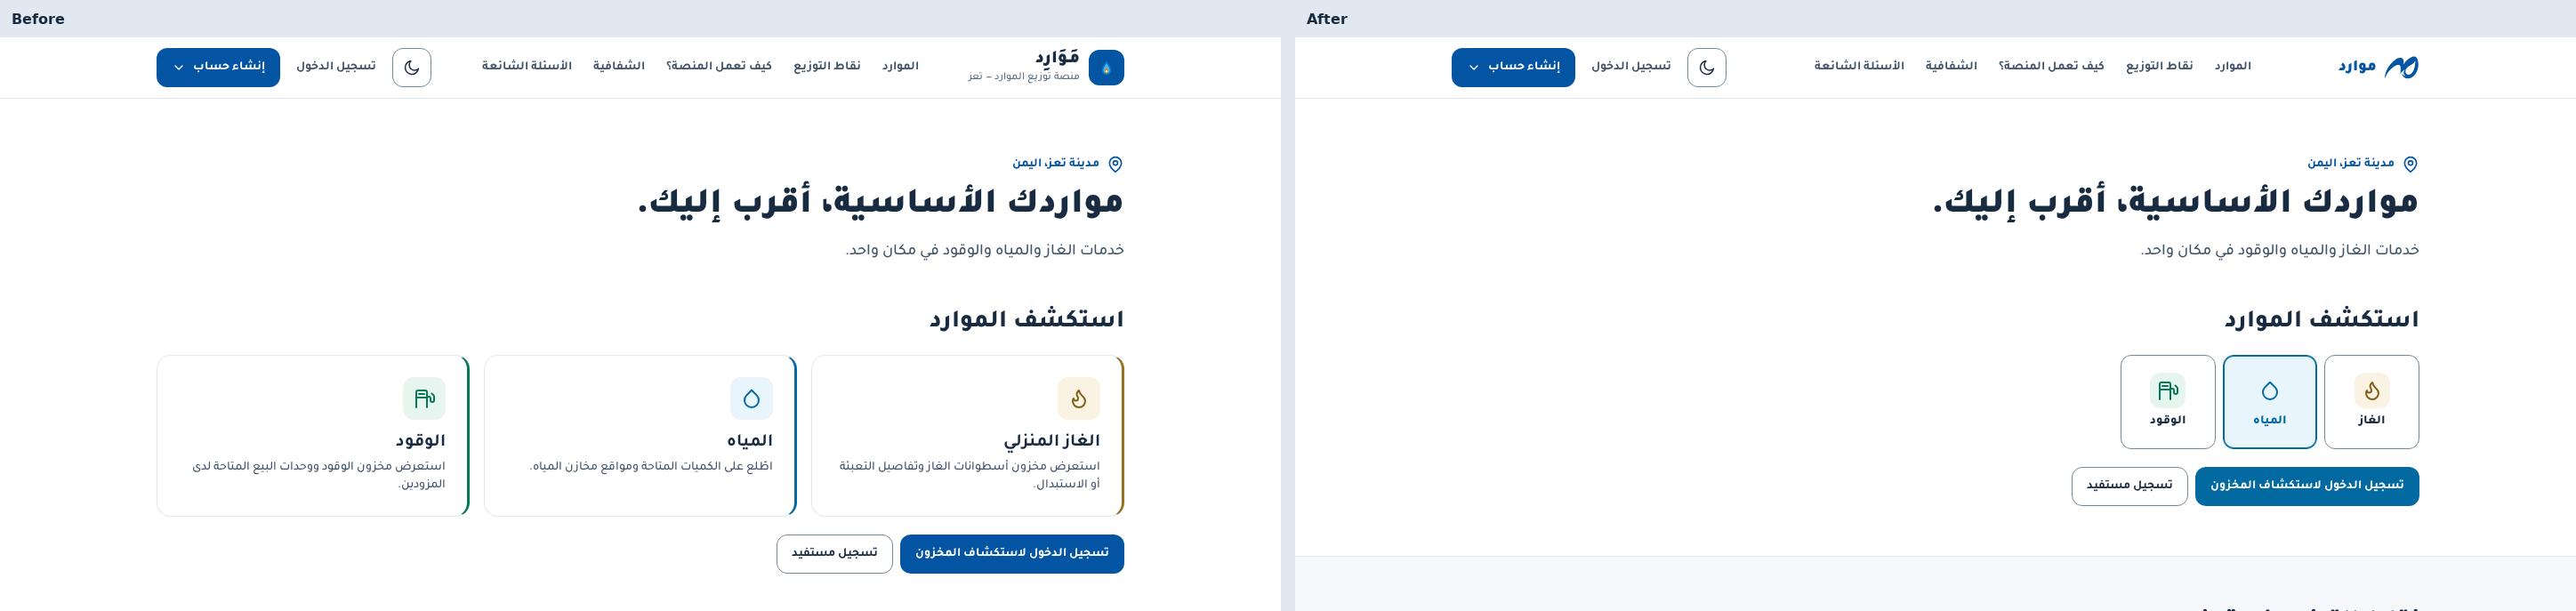 Before
مَوَارِد
منصة توزيع الموارد – تعز
الموارد
نقاط التوزيع
كيف تعمل المنصة؟
الشفافية
الأسئلة الشائعة
تسجيل الدخول
إنشاء حساب
مدينة تعز، اليمن
مواردك الأساسية، أقرب إليك.
خدمات الغاز والمياه والوقود في مكان واحد.
استكشف الموارد
الغاز المنزلي
استعرض مخزون أسطوانات الغاز وتفاصيل التعبئة
أو الاستبدال.
المياه
اطّلع على الكميات المتاحة ومواقع مخازن المياه.
الوقود
استعرض مخزون الوقود ووحدات البيع المتاحة لدى
المزودين.
تسجيل الدخول لاستكشاف المخزون
تسجيل مستفيد
After
موارد
الموارد
نقاط التوزيع
كيف تعمل المنصة؟
الشفافية
الأسئلة الشائعة
تسجيل الدخول
إنشاء حساب
مدينة تعز، اليمن
مواردك الأساسية، أقرب إليك.
خدمات الغاز والمياه والوقود في مكان واحد.
استكشف الموارد
الغاز
المياه
الوقود
تسجيل الدخول لاستكشاف المخزون
تسجيل مستفيد